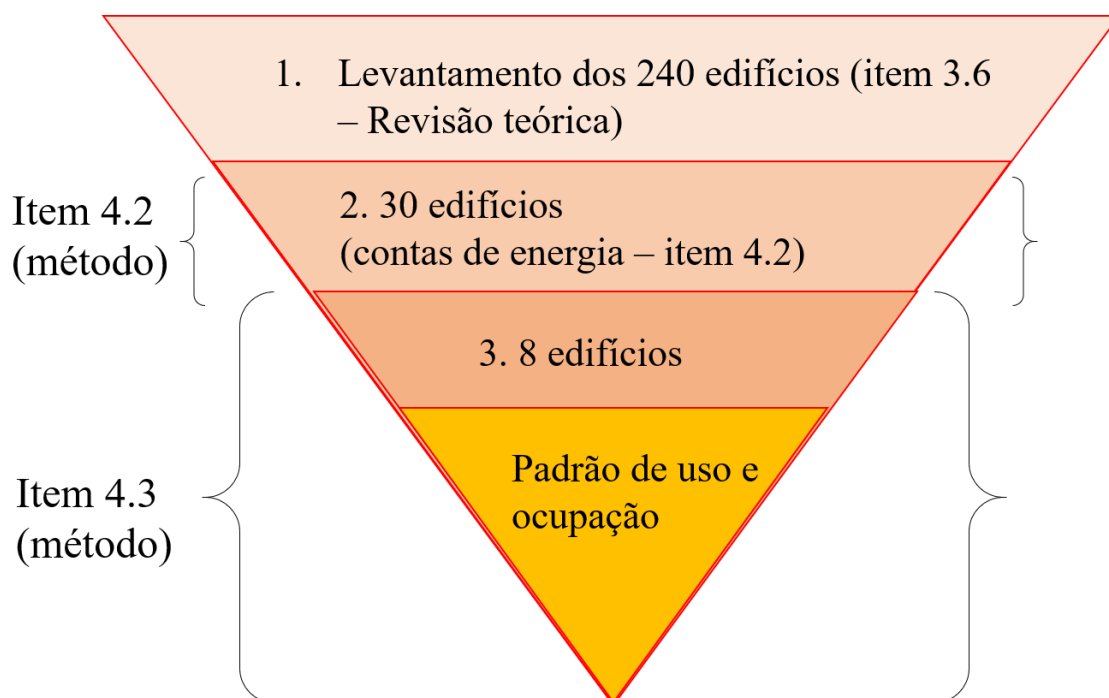 1. Levantamento dos 240 edifícios (item 3.6
– Revisão teórica)
Item 4.2
(método)
2. 30 edifícios
(contas de energia – item 4.2)
3. 8 edifícios
Item 4.3
(método)
Padrão de uso e
ocupação